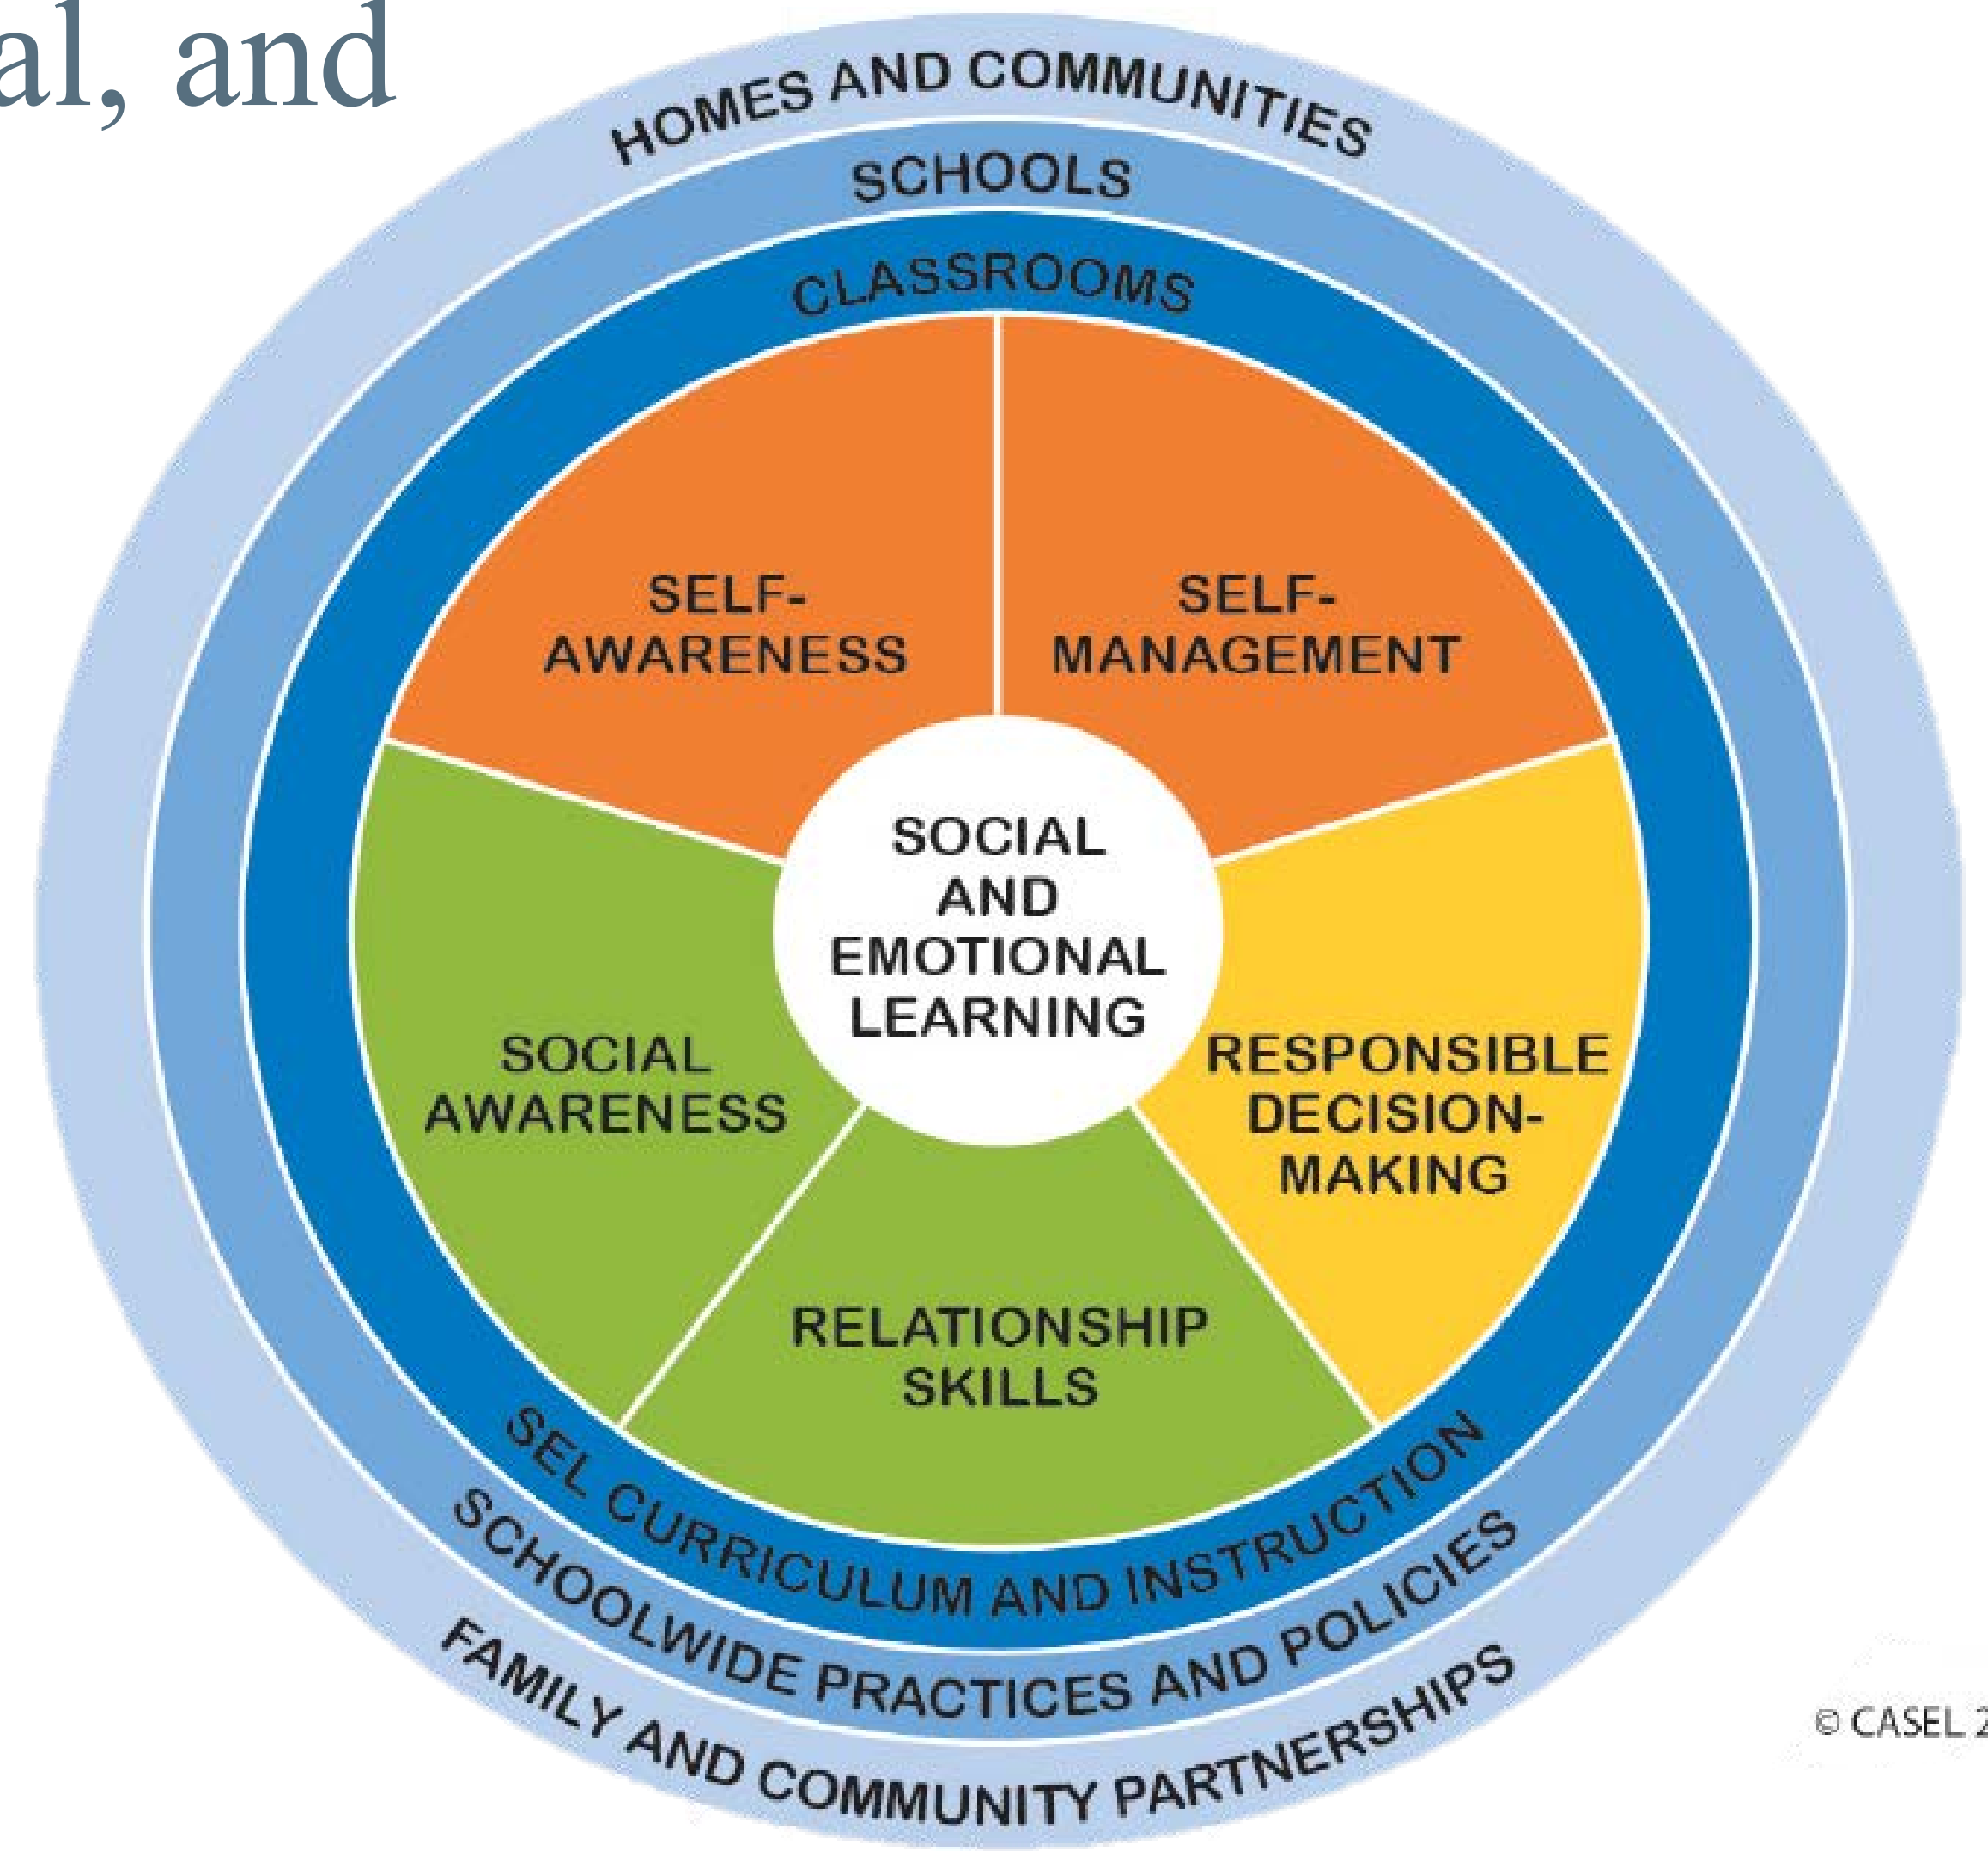 al, and
HOMES AND COMMUNITIES
SCHOOLS
CLASSROOMS
SELF-
AWARENESS
SELF-
MANAGEMENT
SOCIAL
AND
EMOTIONAL
LEARNING
SOCIAL
AWARENESS
RESPONSIBLE
DECISION-
MAKING
RELATIONSHIP
SKILLS
SEL CURRICULUM AND INSTRUCTION
SCHOOLWIDE PRACTICES AND POLICIES
FAMILY AND COMMUNITY PARTNERSHIPS
© CASEL 2